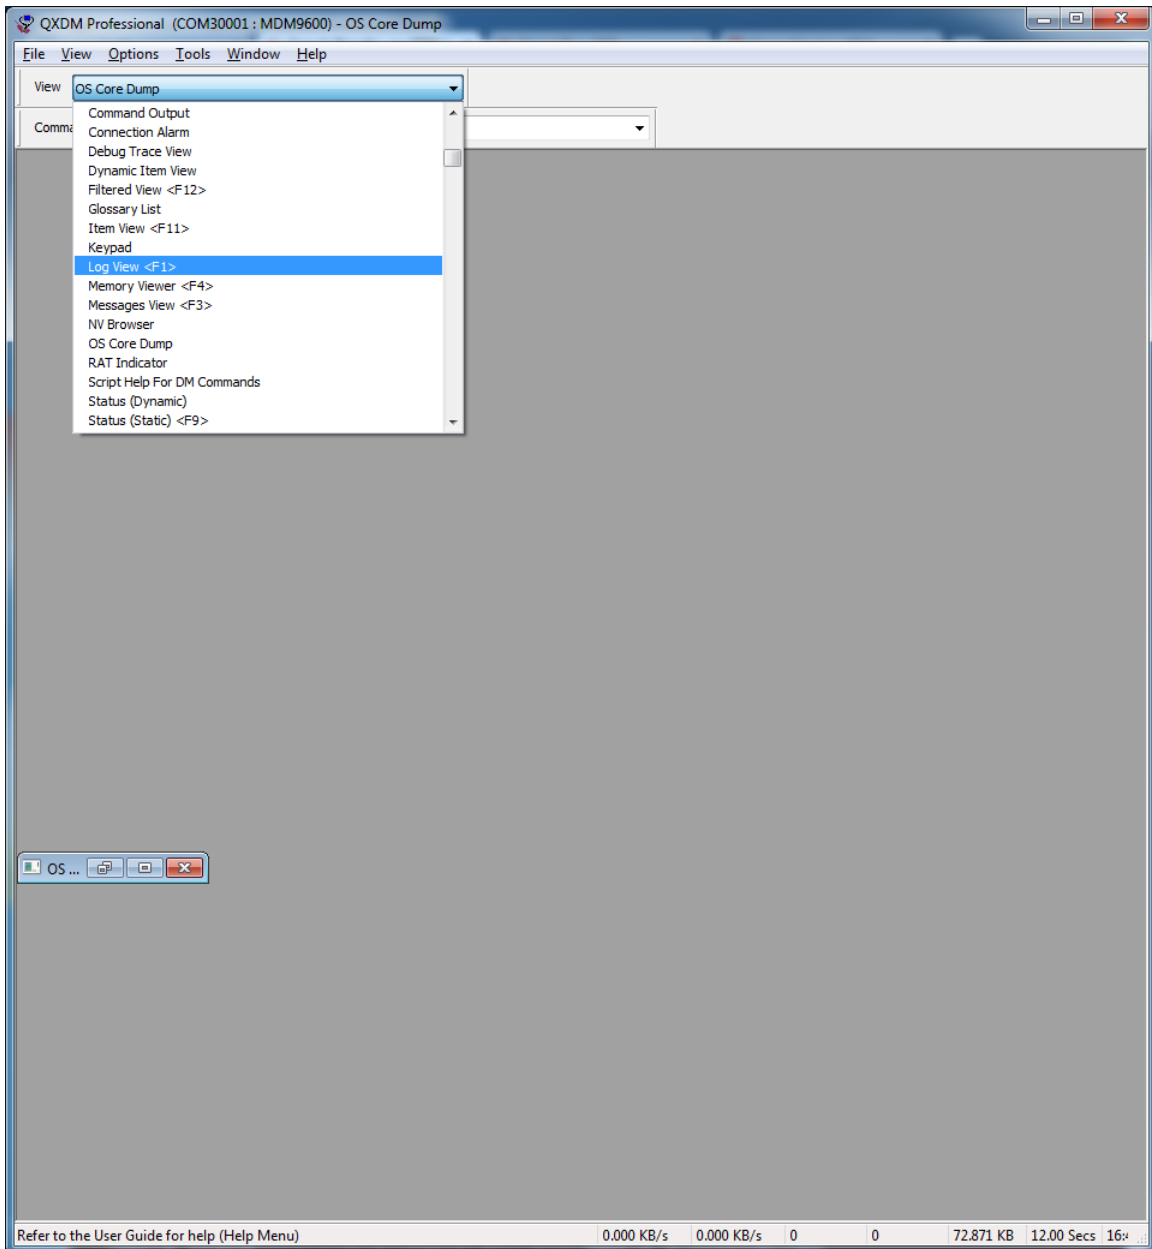 QXDM Professional (COM30001 : MDM9600) - OS Core Dump
File View Options Tools Window Help
View OS Core Dump
Comma
Command Output
Connection Alarm
Debug Trace View
Dynamic Item View
Filtered View <F12>
Glossary List
Item View <F11>
Keypad
Log View <F1>
Memory Viewer <F4>
Messages View <F3>
NV Browser
OS Core Dump
RAT Indicator
Script Help For DM Commands
Status (Dynamic)
Status (Static) <F9>
OS ...
Refer to the User Guide for help (Help Menu) 0.000 KB/s 0.000 KB/s 0 0 72.871 KB 12.00 Secs 16: